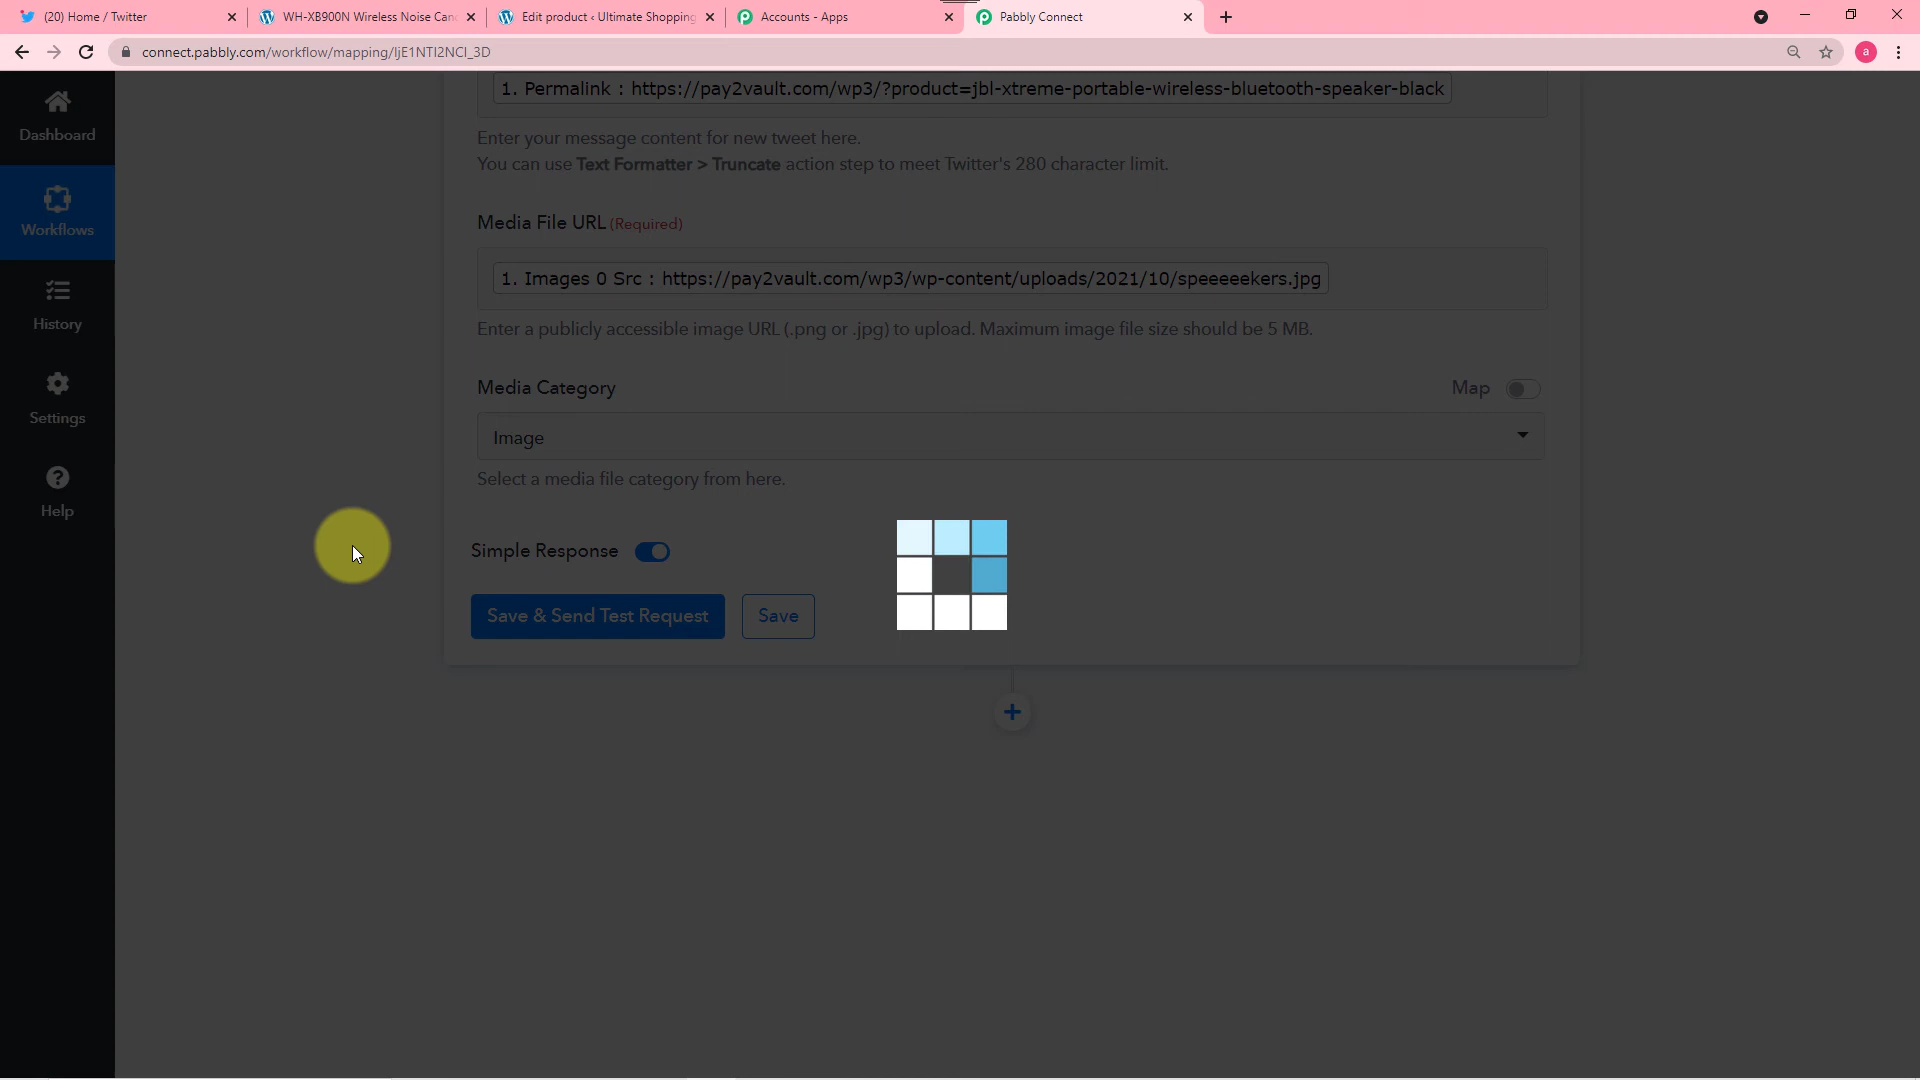 (20) Home / Twitter
WH-XB900N Wireless Noise Canc
Edit product ‹ Ultimate Shopping
Accounts - Apps
Pabbly Connect
connect.pabbly.com/workflow/mapping/IjE1NTI2NCI_3D
a
Dashboard
Workflows
History
Settings
Help
1. Permalink : https://pay2vault.com/wp3/?product=jbl-xtreme-portable-wireless-bluetooth-speaker-black
Enter your message content for new tweet here.
You can use Text Formatter > Truncate action step to meet Twitter's 280 character limit.
Media File URL (Required)
1. Images 0 Src : https://pay2vault.com/wp3/wp-content/uploads/2021/10/speeeeekers.jpg
Enter a publicly accessible image URL (.png or .jpg) to upload. Maximum image file size should be 5 MB.
Media Category
Map
Image
Select a media file category from here.
Simple Response
Save & Send Test Request
Save